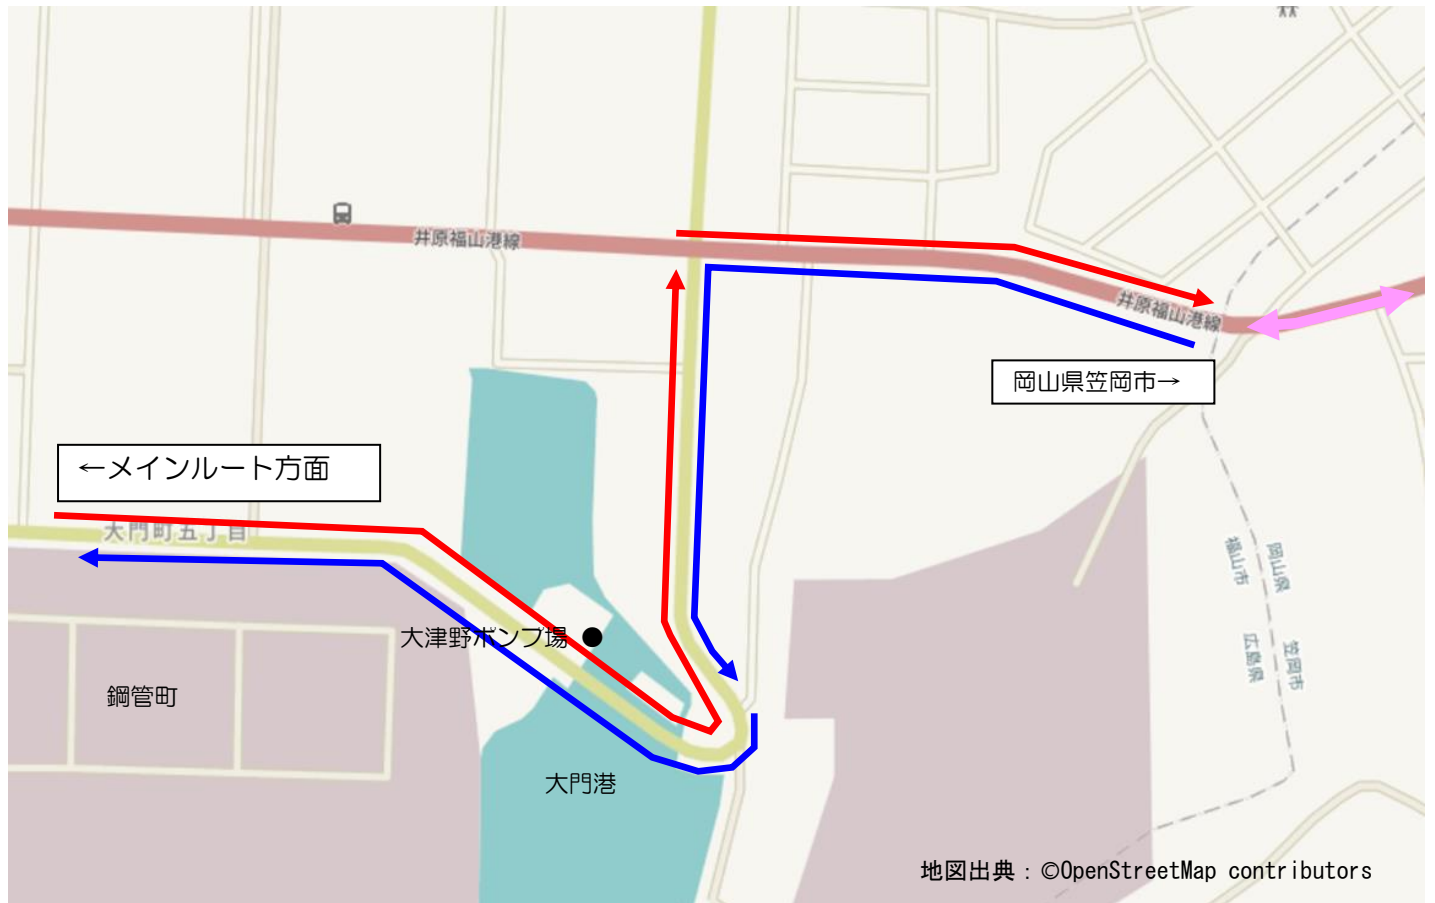 井原福山港線
井原福山港線
岡山県笠岡市→
←メインルート方面
大門町五丁目
岡山県
福山市
大津野ポンプ場
笠岡市
広島県
鋼管町
大門港
地図出典：©OpenStreetMap contributors